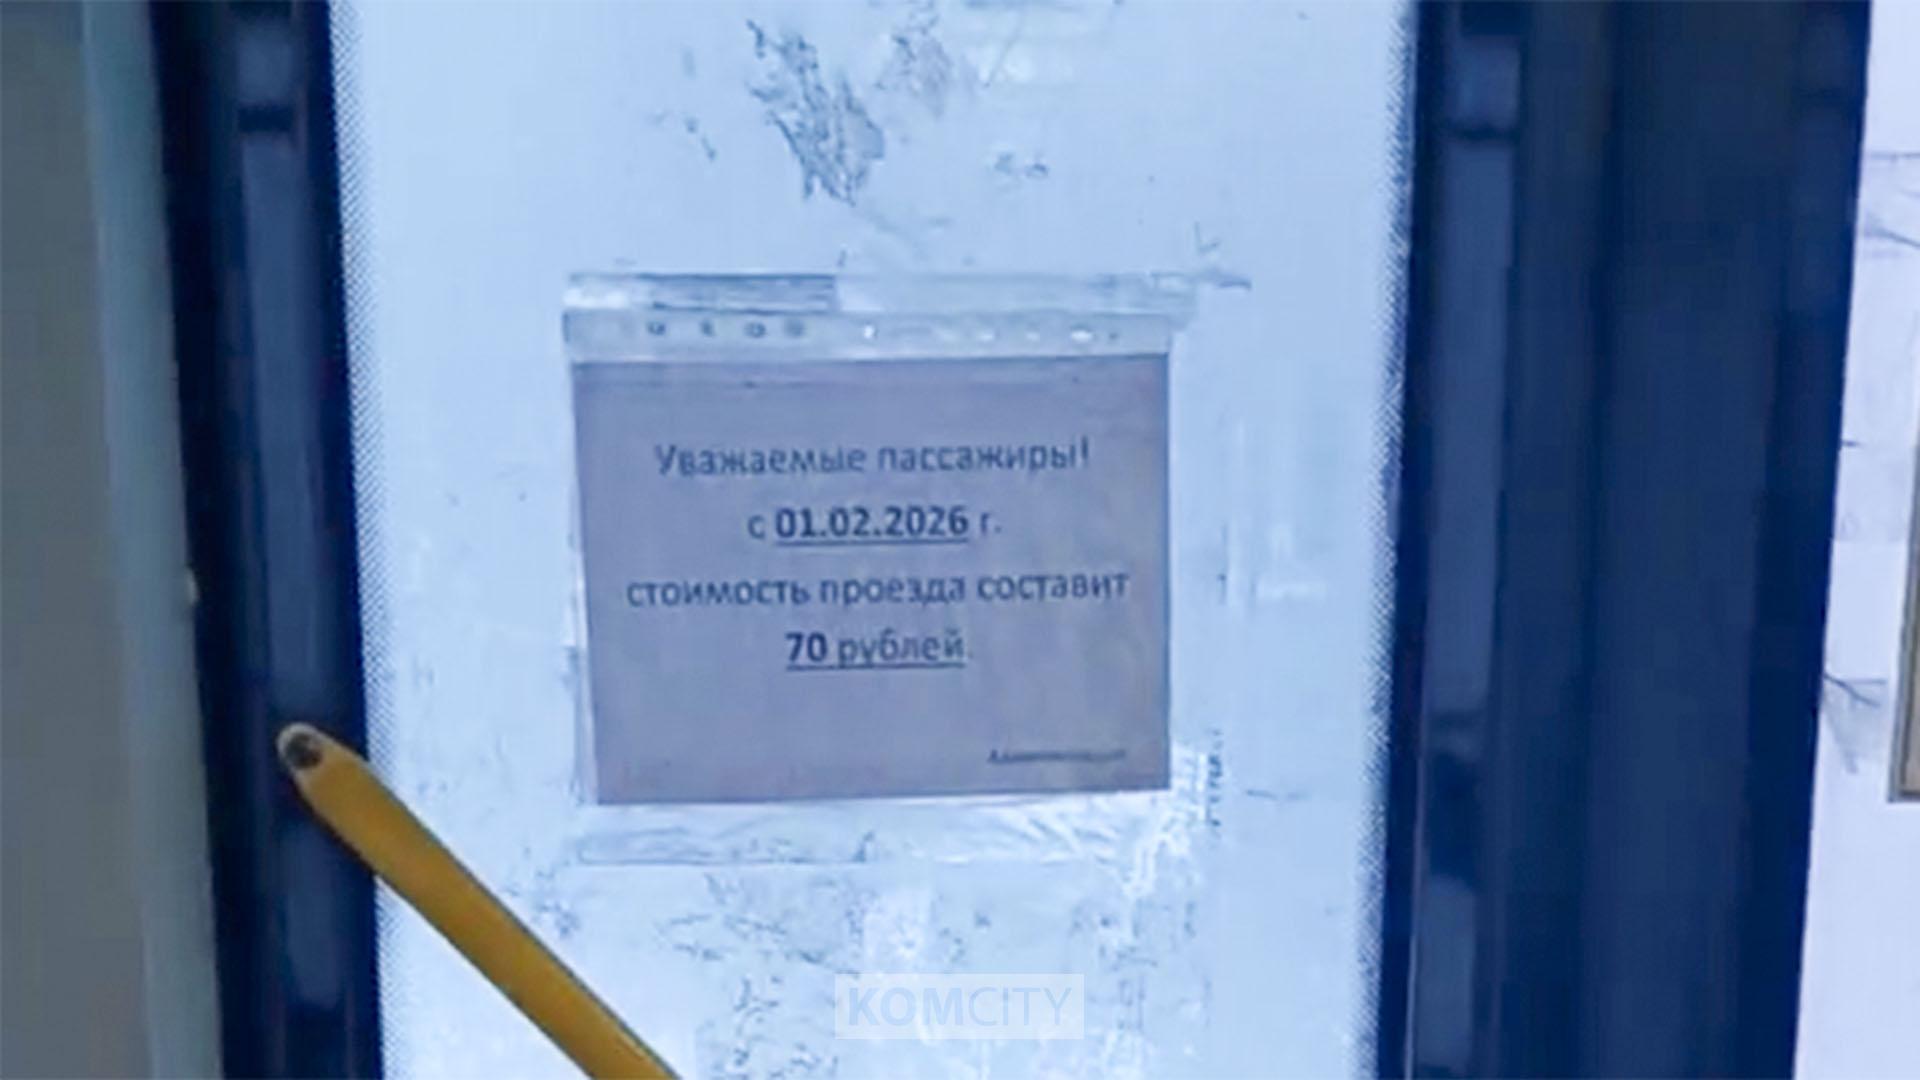 Уважаемые пассажиры!
с 01.02.2026 г.
стоимость проезда составит
70 рублей.
KOMCITY